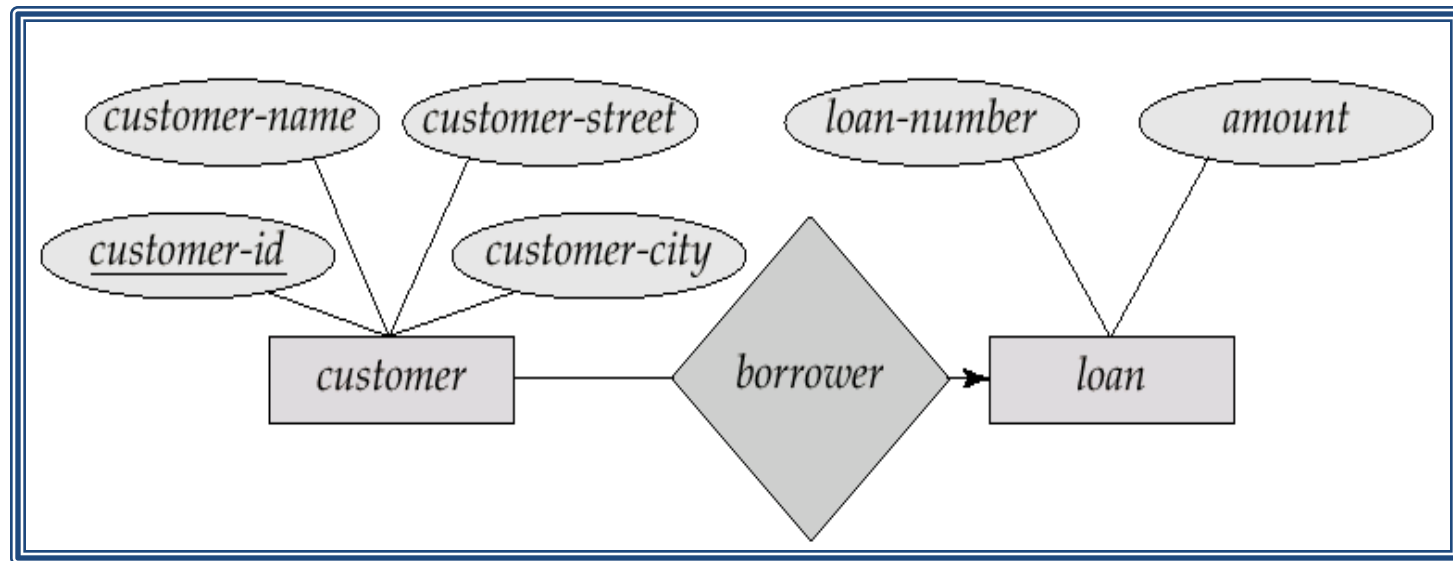 customer-name customer-street loan-number amount
customer-id customer-city
customer borrower loan